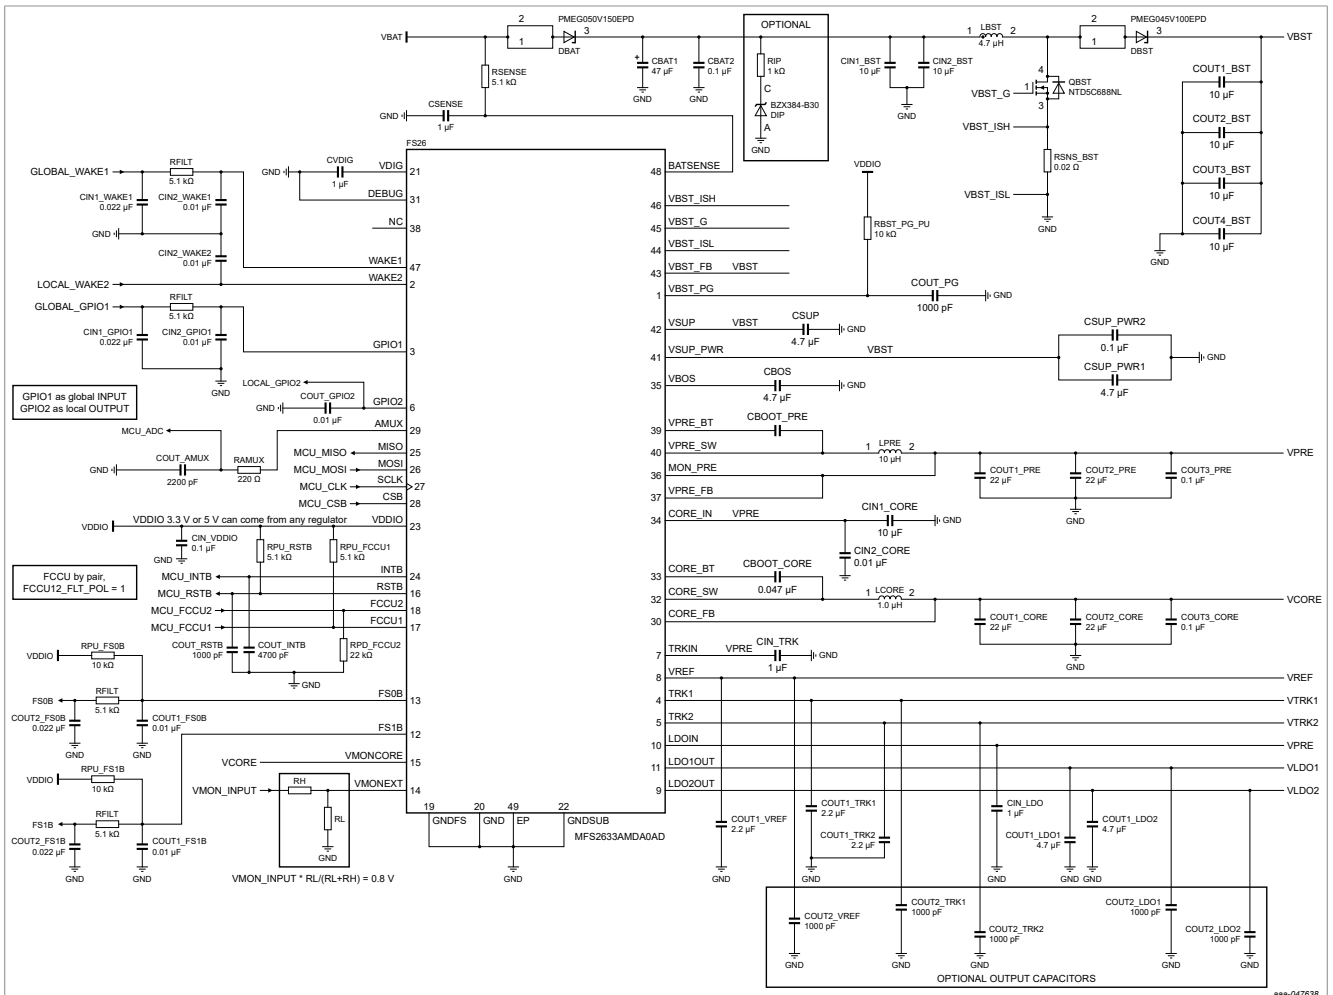 PMEG050V150EPD
OPTIONAL
LBST
PMEG045V100EPD
VBAT
2
1
3
DBAT
1
2
4.7 µH
2
1
3
DBST
VBST
RSENSE
5.1 kΩ
+
CBAT1
47 µF
GND
CBAT2
0.1 µF
GND
RIP
1 kΩ
C
BZX384-B30
DIP
A
GND
CIN1_BST
10 µF
CIN2_BST
10 µF
GND
4
1
3
VBST_G
QBST
NTD5C688NL
VBST_ISH
RSNS_BST
0.02 Ω
VBST_ISL
GND
COUT1_BST
10 µF
COUT2_BST
10 µF
COUT3_BST
10 µF
COUT4_BST
10 µF
GND
CSENSE
GND
1 µF
FS26
GLOBAL_WAKE1
RFILT
5.1 kΩ
CIN1_WAKE1
0.022 µF
CIN2_WAKE1
0.01 µF
GND
CIN2_WAKE2
0.01 µF
LOCAL_WAKE2
GLOBAL_GPIO1
RFILT
5.1 kΩ
CIN1_GPIO1
0.022 µF
CIN2_GPIO1
0.01 µF
GND
GPIO1 as global INPUT
GPIO2 as local OUTPUT
CVDIG
GND
1 µF
VDIG
21
DEBUG
31
NC
38
WAKE1
47
WAKE2
2
GPIO1
3
LOCAL_GPIO2
COUT_GPIO2
GND
0.01 µF
GPIO2
6
AMUX
29
MCU_ADC
COUT_AMUX
RAMUX
GND
2200 pF
220 Ω
MCU_MISO
MISO
25
MCU_MOSI
MOSI
26
MCU_CLK
SCLK
27
MCU_CSB
CSB
28
VDDIO
VDDIO 3.3 V or 5 V can come from any regulator
VDDIO
23
CIN_VDDIO
0.1 µF
GND
RPU_RSTB
5.1 kΩ
RPU_FCCU1
5.1 kΩ
FCCU by pair,
FCCU12_FLT_POL = 1
MCU_INTB
INTB
24
MCU_RSTB
RSTB
16
MCU_FCCU2
FCCU2
18
MCU_FCCU1
FCCU1
17
COUT_RSTB
1000 pF
COUT_INTB
4700 pF
RPD_FCCU2
22 kΩ
GND
RPU_FS0B
VDDIO
10 kΩ
RFILT
FS0B
5.1 kΩ
FS0B
13
COUT2_FS0B
0.022 µF
COUT1_FS0B
0.01 µF
GND
GND
FS1B
12
VCORE
VMONCORE
15
RPU_FS1B
VDDIO
10 kΩ
RFILT
FS1B
5.1 kΩ
COUT2_FS1B
0.022 µF
COUT1_FS1B
0.01 µF
GND
GND
VMON_INPUT
RH
RL
GND
VMONEXT
14
VMON_INPUT * RL/(RL+RH) = 0.8 V
19
GNDFS
20
GND
49
EP
22
GNDSUB
MFS2633AMDA0AD
GND
48
BATSENSE
46
VBST_ISH
45
VBST_G
44
VBST_ISL
43
VBST_FB
VBST
1
VBST_PG
VDDIO
RBST_PG_PU
10 kΩ
COUT_PG
1000 pF
GND
42
VSUP
VBST
CSUP
4.7 µF
GND
41
VSUP_PWR
VBST
CSUP_PWR2
0.1 µF
CSUP_PWR1
4.7 µF
GND
35
VBOS
CBOS
4.7 µF
GND
39
VPRE_BT
CBOOT_PRE
40
VPRE_SW
1
LPRE
2
10 µH
36
MON_PRE
37
VPRE_FB
VPRE
COUT1_PRE
22 µF
COUT2_PRE
22 µF
COUT3_PRE
0.1 µF
GND
34
CORE_IN
VPRE
CIN1_CORE
10 µF
GND
CIN2_CORE
0.01 µF
GND
33
CORE_BT
CBOOT_CORE
0.047 µF
32
CORE_SW
1
LCORE
2
1.0 µH
30
CORE_FB
VCORE
COUT1_CORE
22 µF
COUT2_CORE
22 µF
COUT3_CORE
0.1 µF
GND
7
TRKIN
VPRE
CIN_TRK
1 µF
GND
8
VREF
VREF
4
TRK1
VTRK1
5
TRK2
VTRK2
10
LDOIN
VPRE
11
LDO1OUT
VLDO1
9
LDO2OUT
VLDO2
COUT1_VREF
2.2 µF
GND
COUT1_TRK1
2.2 µF
COUT1_TRK2
2.2 µF
GND
CIN_LDO
1 µF
GND
COUT1_LDO1
4.7 µF
GND
COUT1_LDO2
4.7 µF
GND
COUT2_VREF
1000 pF
GND
COUT2_TRK1
1000 pF
GND
COUT2_TRK2
1000 pF
GND
COUT2_LDO1
1000 pF
GND
COUT2_LDO2
1000 pF
GND
OPTIONAL OUTPUT CAPACITORS
aaa-047638